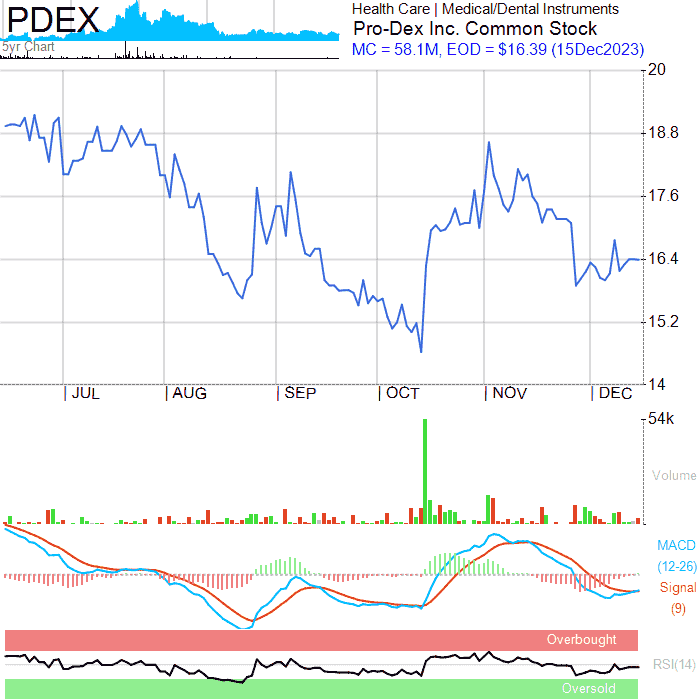 PDEX
5yr Chart
Health Care | Medical/Dental Instruments
Pro-Dex Inc. Common Stock
MC = 58.1M, EOD = $16.39 (15Dec2023)
20
18.8
17.6
16.4
15.2
14
JUL AUG SEP OCT NOV DEC
54k
Volume
MACD
(12-26)
Signal
(9)
Overbought
RSI(14)
Oversold